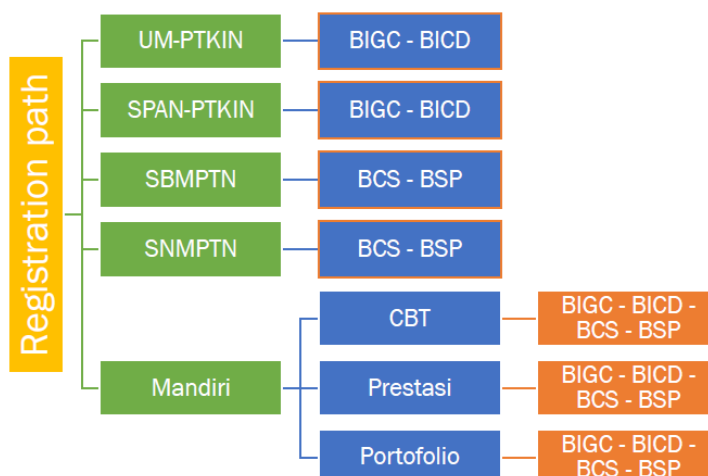 Registration path
UM-PTKIN
BIGC - BICD
SPAN-PTKIN
BIGC - BICD
SBMPTN
BCS - BSP
SNMPTN
BCS - BSP
Mandiri
CBT
BIGC - BICD -
BCS - BSP
Prestasi
BIGC - BICD -
BCS - BSP
Portofolio
BIGC - BICD -
BCS - BSP